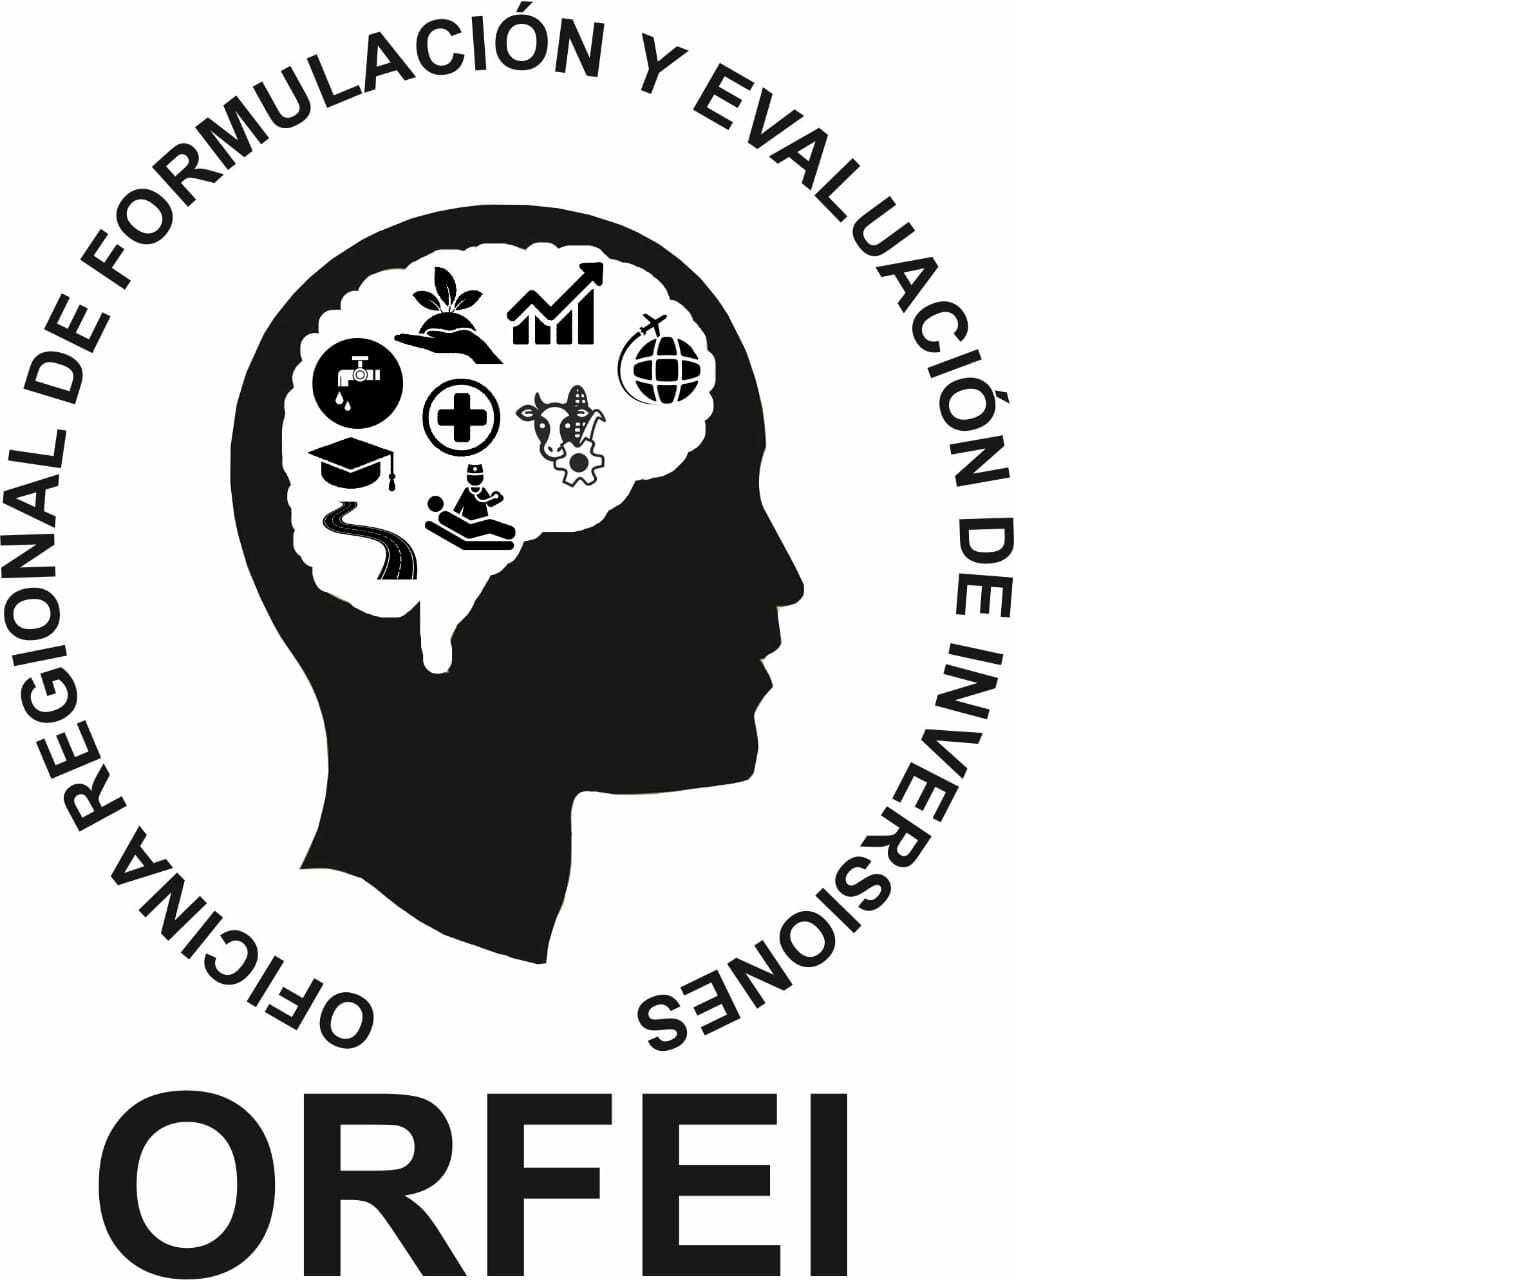 OFICINA REGIONAL DE FORMULACIÓN Y EVALUACIÓN DE INVERSIONES
ORFEI